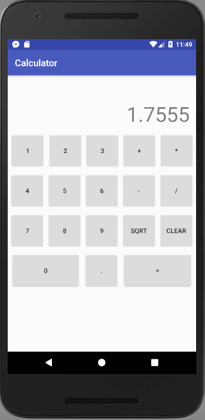 11:49
Calculator
1.7555
1 2 3 + *
4 5 6 - /
7 8 9 SQRT CLEAR
0 . =